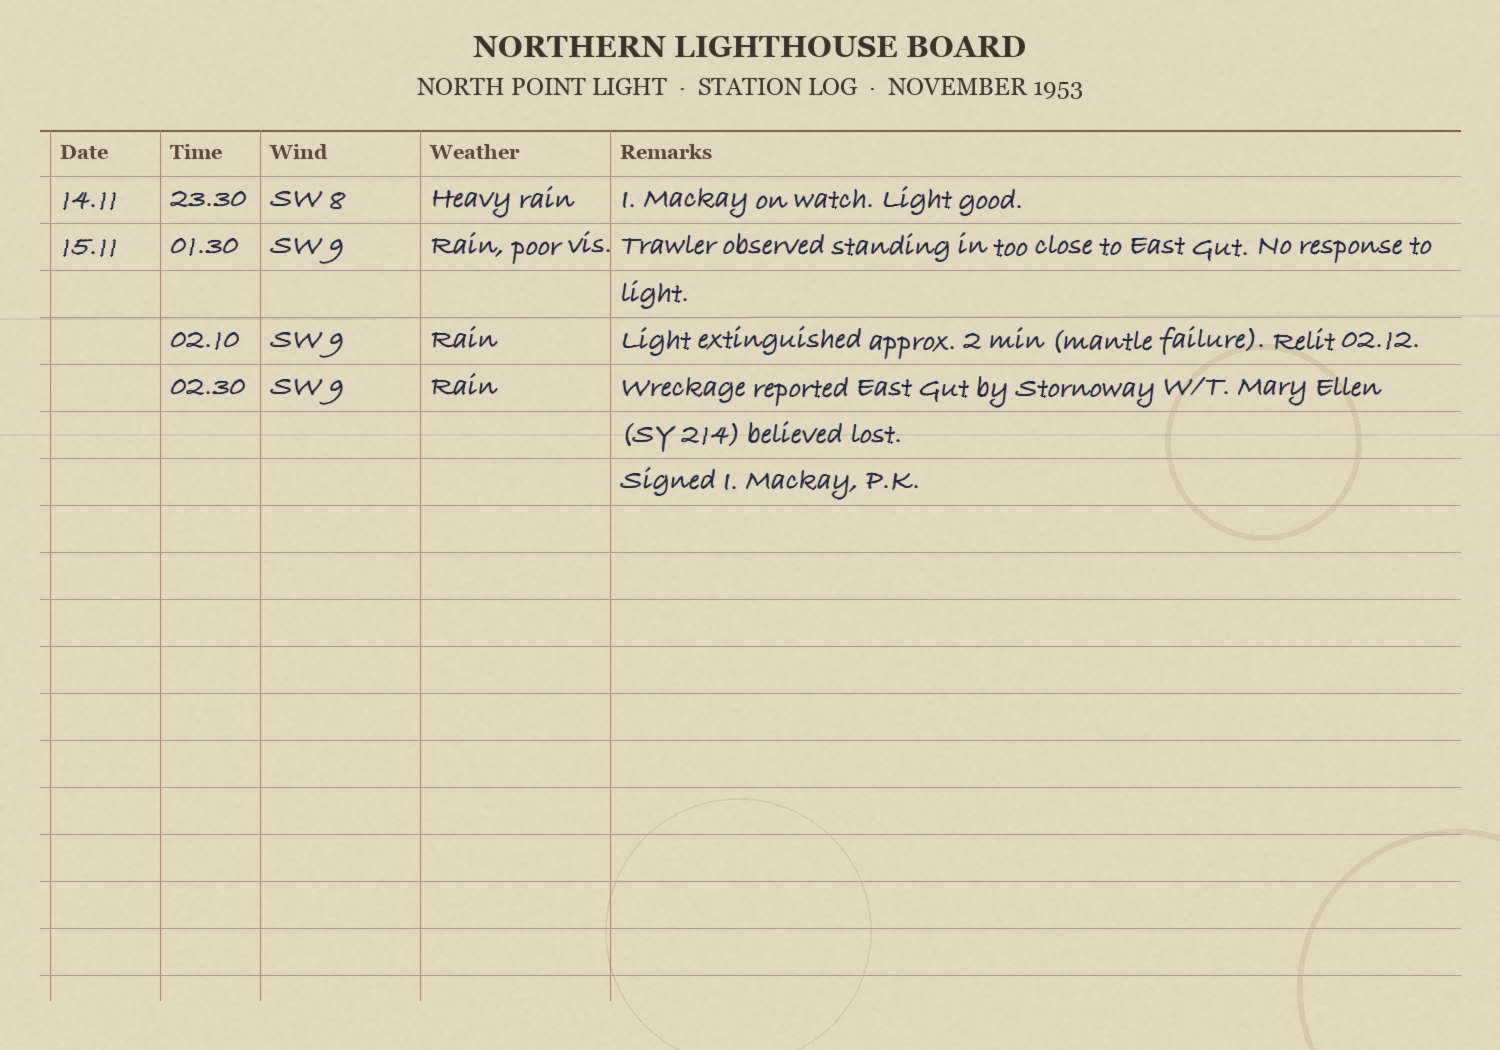 NORTHERN LIGHTHOUSE BOARD
NORTH POINT LIGHT · STATION LOG · NOVEMBER 1953
Date Time Wind Weather Remarks
14.11 23.30 SW 8 Heavy rain I. Mackay on watch. Light good.
15.11 01.30 SW 9 Rain, poor vis. Trawler observed standing in too close to East Gut. No response to
light.
02.10 SW 9 Rain Light extinguished approx. 2 min (mantle failure). Relit 02.12.
02.30 SW 9 Rain Wreckage reported East Gut by Stornoway W/T. Mary Ellen
(SY 214) believed lost.
Signed I. Mackay, P.K.